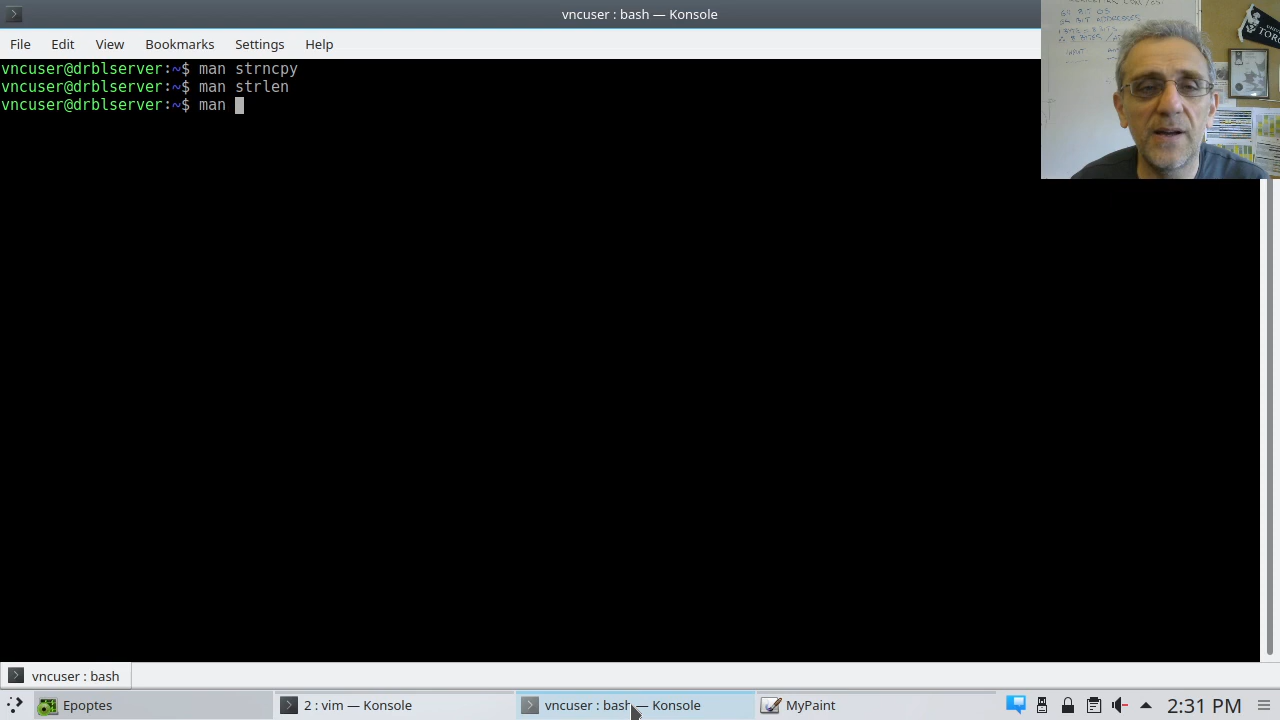 vncuser : bash — Konsole
File Edit View Bookmarks Settings Help
vncuser@drblserver:~$ man strncpy
vncuser@drblserver:~$ man strlen
vncuser@drblserver:~$ man
vncuser : bash
Epoptes
2 : vim — Konsole
vncuser : bash — Konsole
MyPaint
2:31 PM